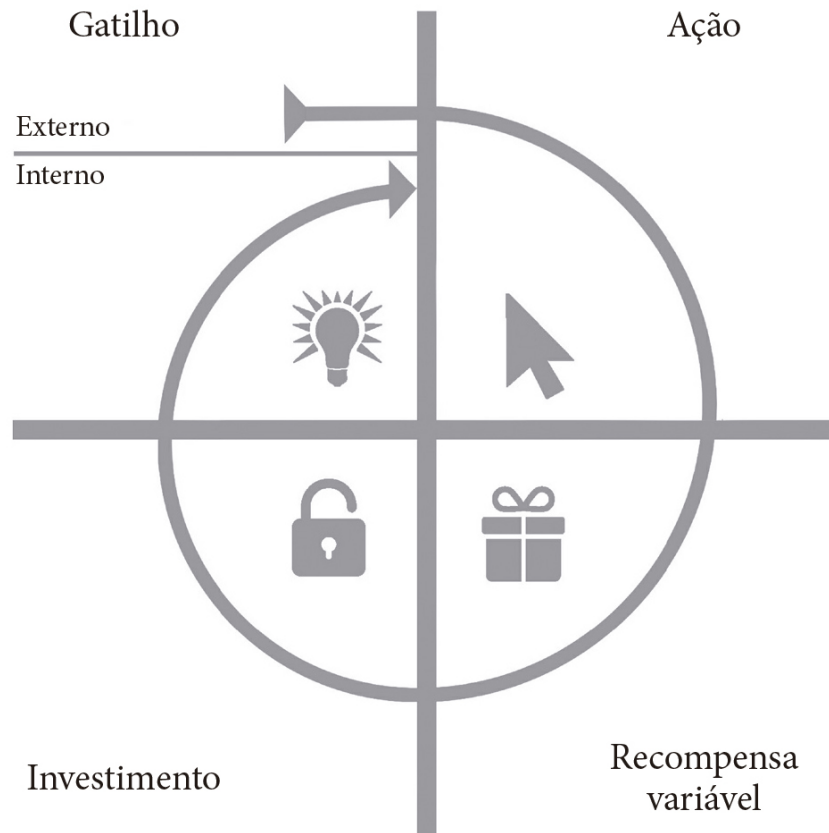 Gatilho
Ação
Externo
Interno
Investimento
Recompensa
variável